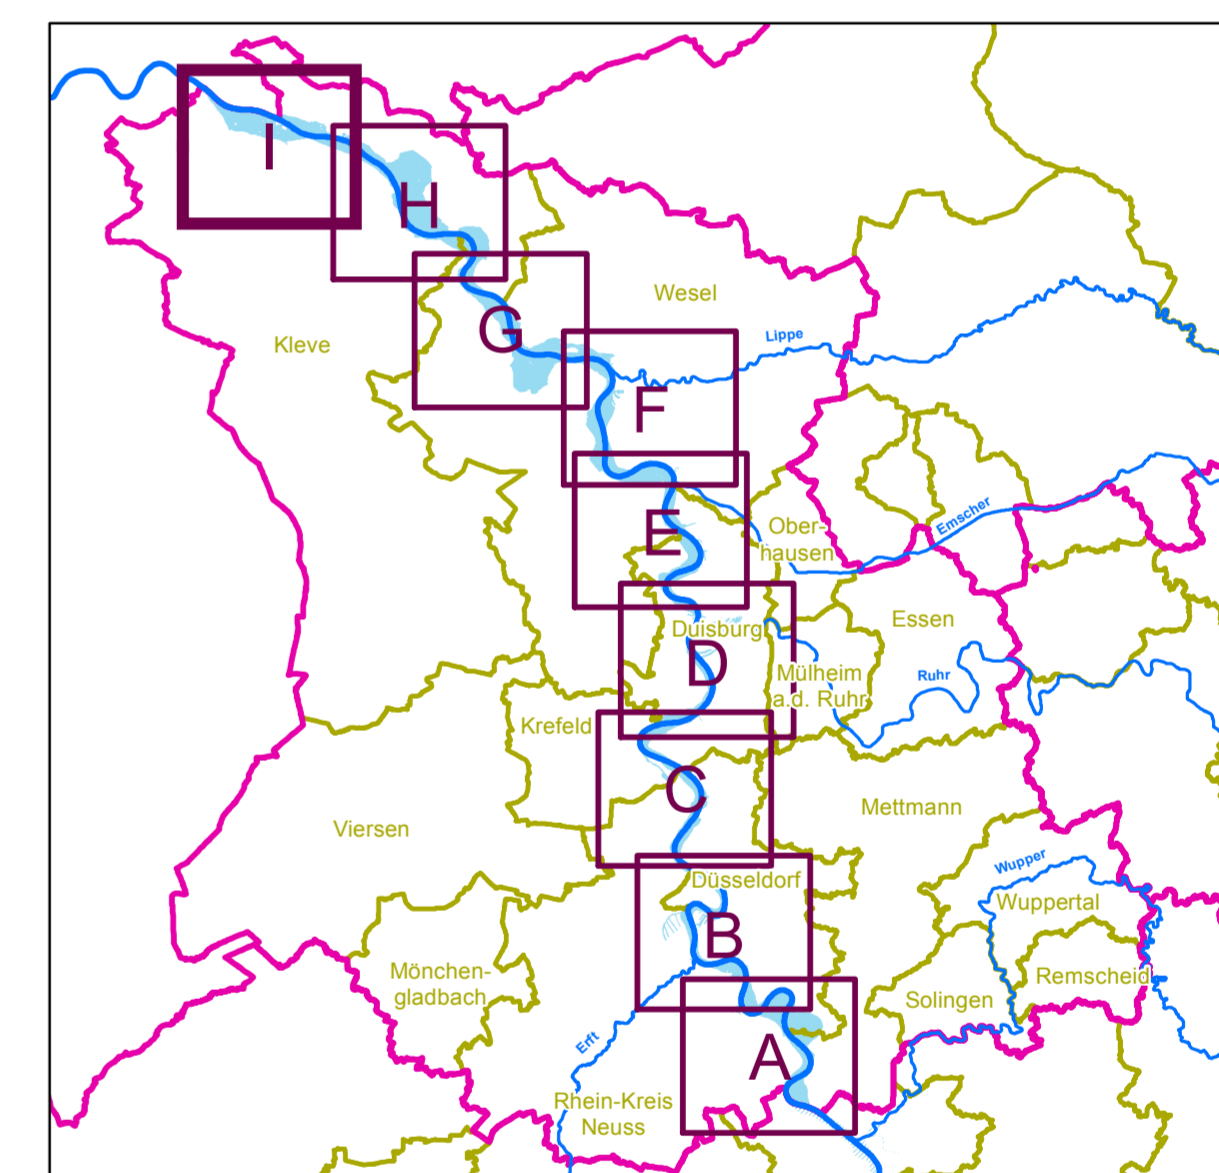 I
H
Wesel
G
Lippe
Kleve
F
Emscher
E
Ober-
hausen
Essen
Duisburg
D
Mülheim
a.d. Ruhr
Ruhr
Krefeld
C
Mettmann
Viersen
Wupper
Düsseldorf
Wuppertal
B
Mönchen-
gladbach
Remscheid
Solingen
Erft
A
Rhein-Kreis
Neuss